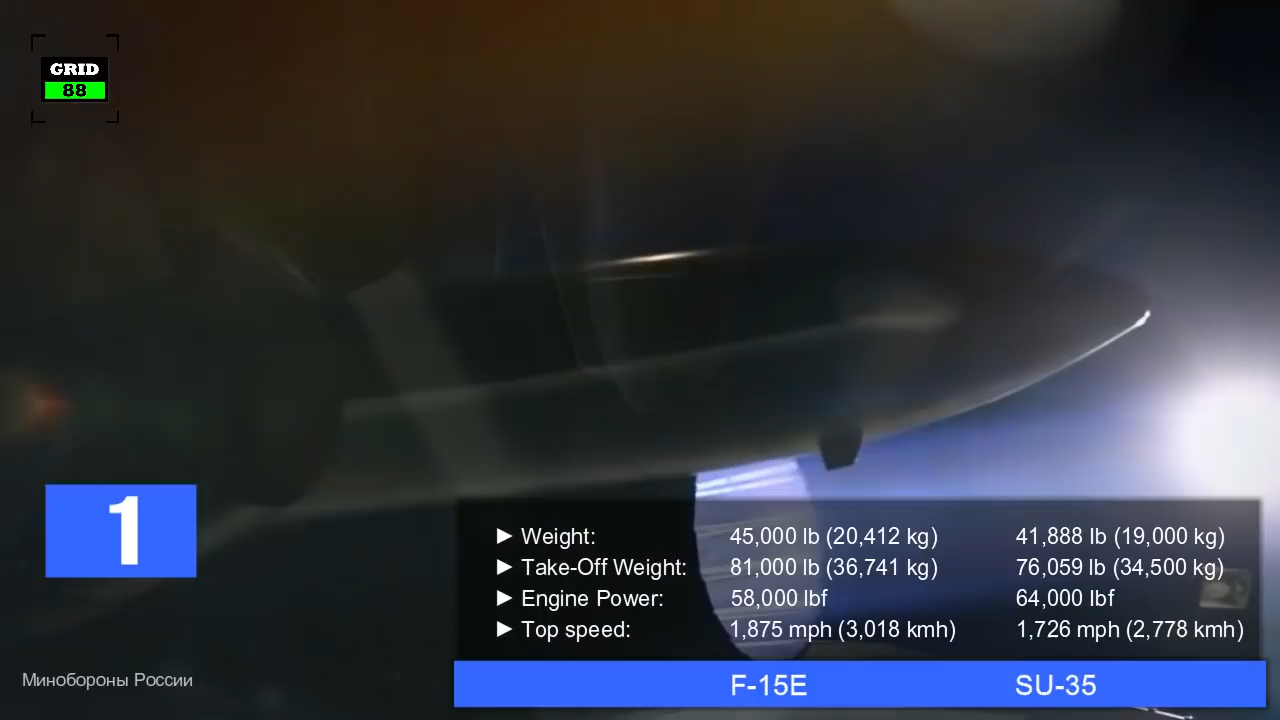 GRID
88
1
► Weight: 45,000 lb (20,412 kg) 41,888 lb (19,000 kg)
► Take-Off Weight: 81,000 lb (36,741 kg) 76,059 lb (34,500 kg)
► Engine Power: 58,000 lbf 64,000 lbf
► Top speed: 1,875 mph (3,018 kmh) 1,726 mph (2,778 kmh)
F-15E SU-35
Минобороны России